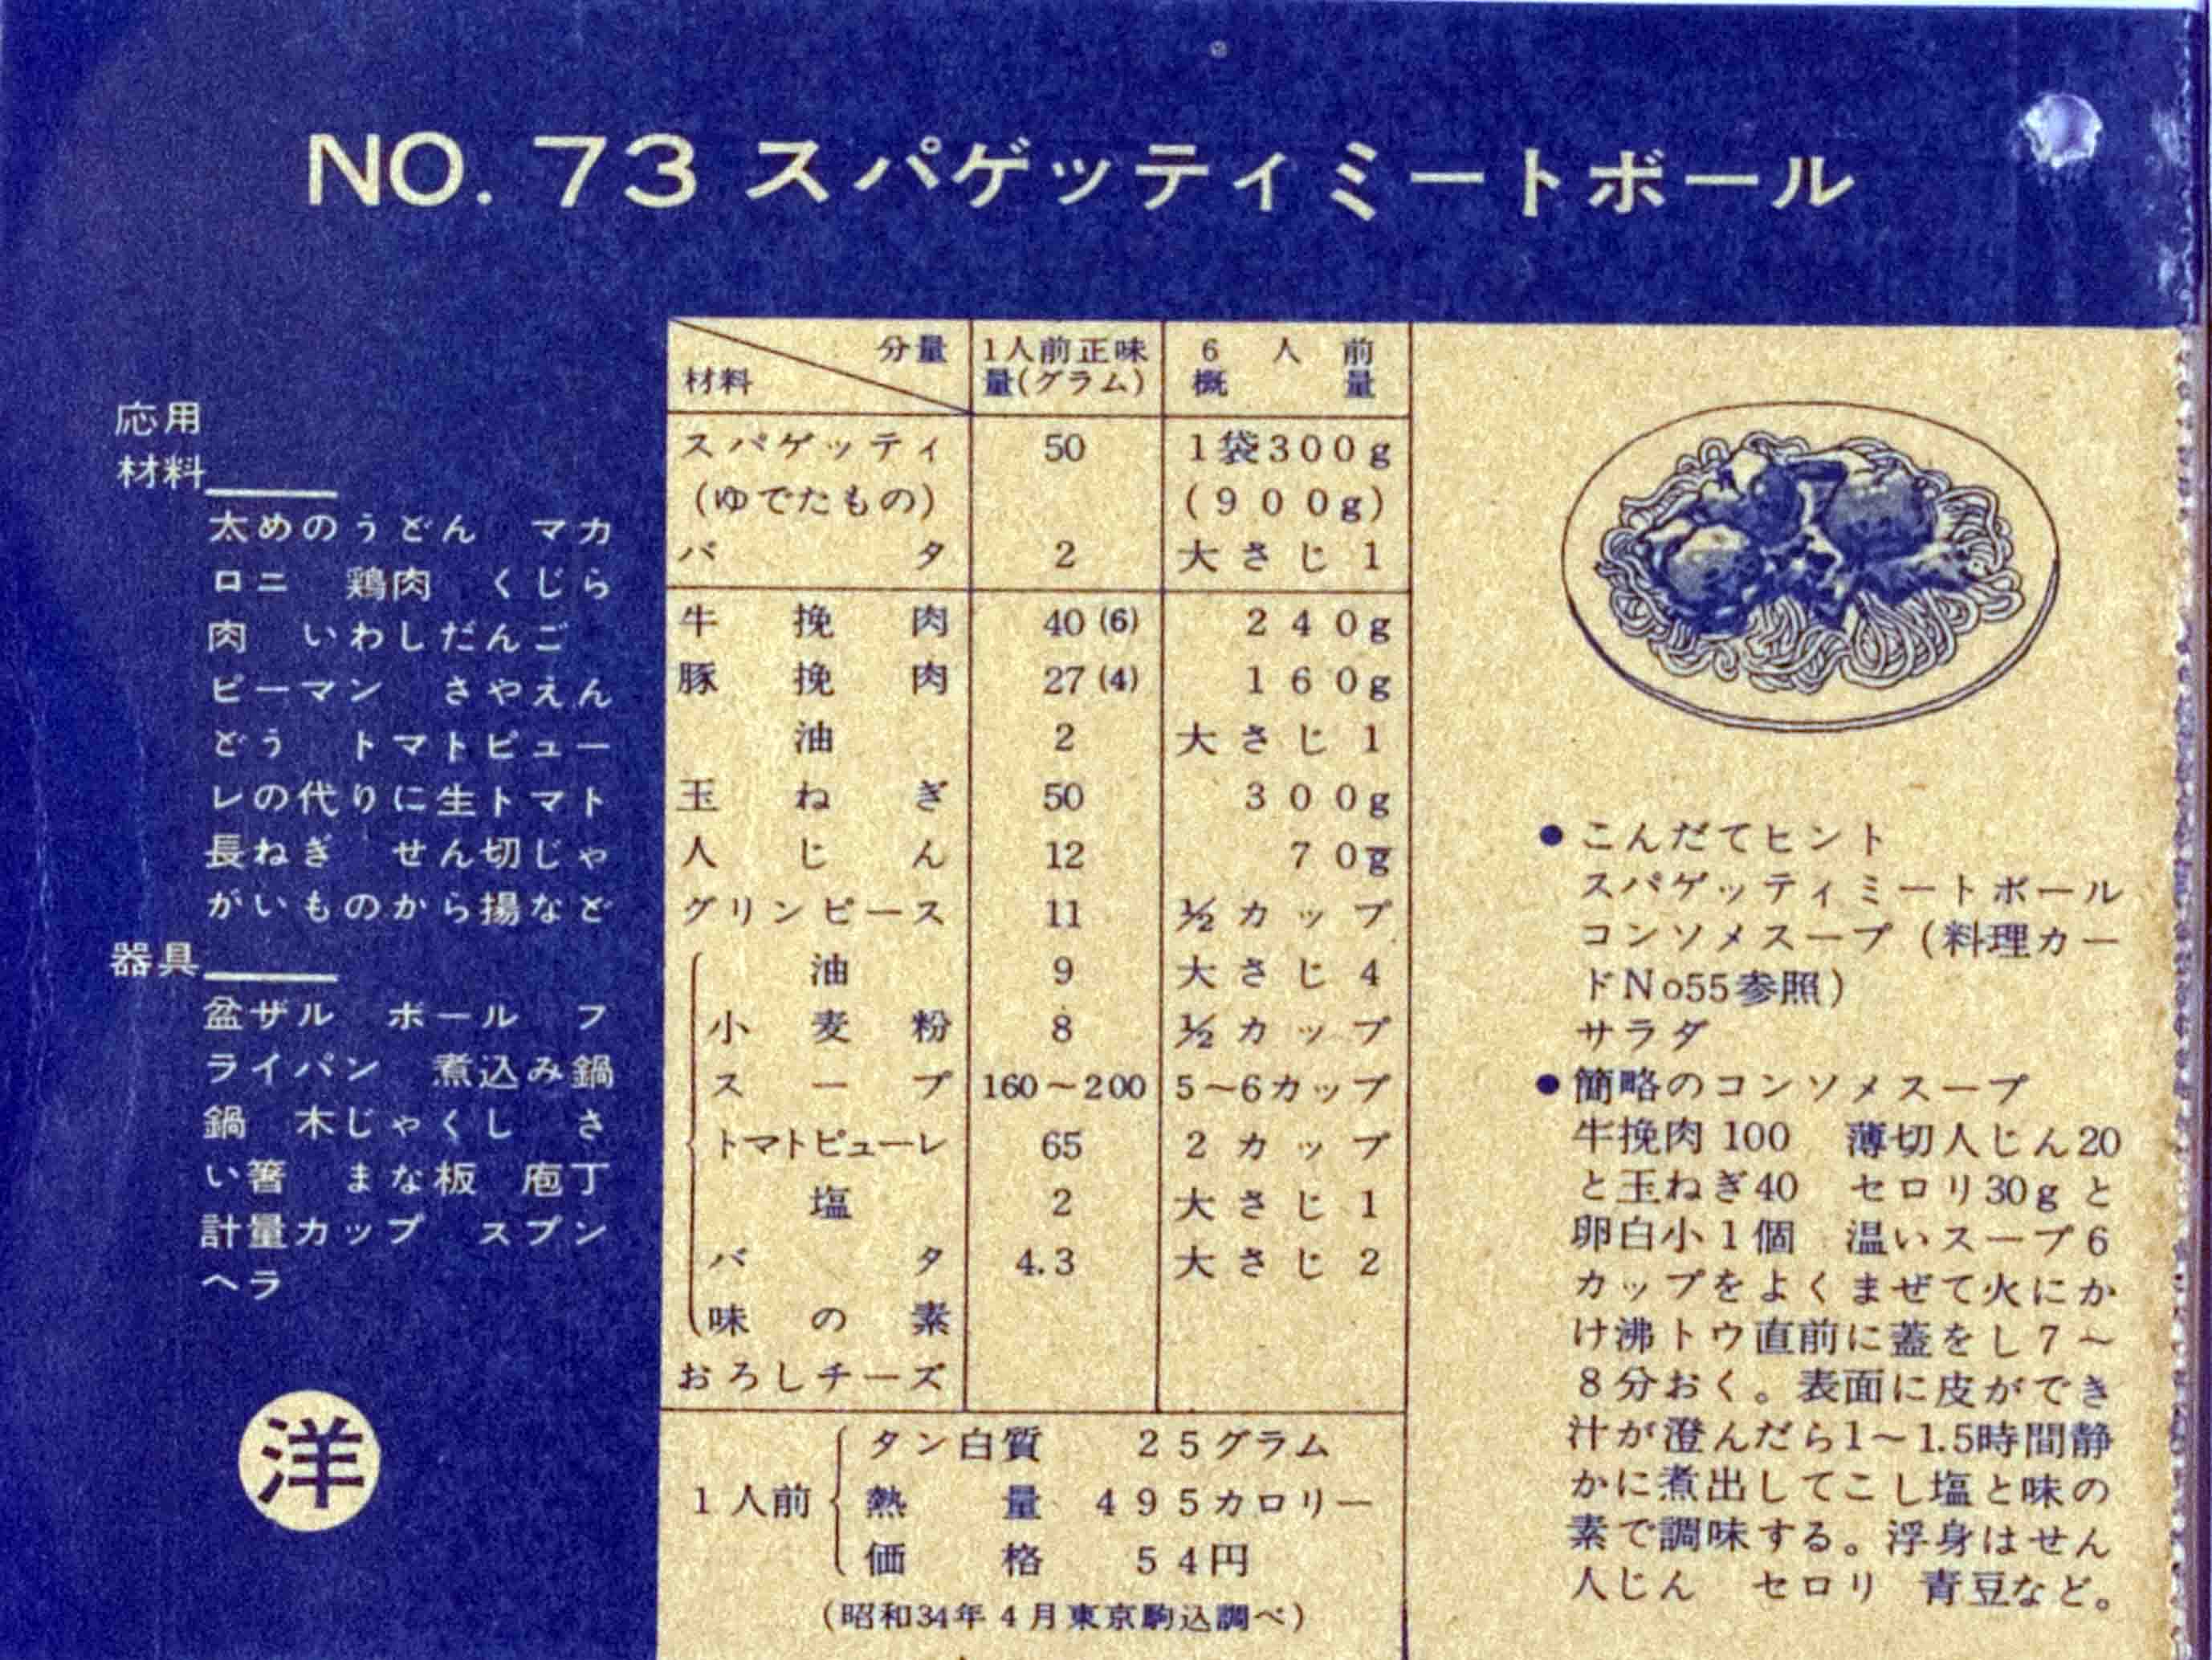 NO. 73 スパゲッティミートボール
応用
材料
太めのうどん　マカ
ロニ　鶏肉　くじら
肉　いわしだんご
ピーマン　さやえん
どう　トマトピュー
レの代りに生トマト
長ねぎ　せん切じゃ
がいものから揚など
器具
盆ザル　ボール　フ
ライパン　煮込み鍋
鍋　木じゃくし　さ
い箸　まな板　庖丁
計量カップ　スプン
ヘラ
洋
分量　1人前正味　6人前
材料　量(グラム)　概量
スパゲッティ　50　1袋300g
(ゆでたもの)　(900g)
バタ　2　大さじ1
牛挽肉　40(6)　240g
豚挽肉　27(4)　160g
油　2　大さじ1
玉ねぎ　50　300g
人じん　12　70g
グリンピース　11　½カップ
油　9　大さじ4
小麦粉　8　½カップ
スープ　160〜200　5〜6カップ
トマトピューレ　65　2カップ
塩　2　大さじ1
バタ　4.3　大さじ2
味の素
おろしチーズ
タン白質　25グラム
1人前　熱量　495カロリー
価格　54円
(昭和34年4月東京駒込調べ)
●こんだてヒント
スパゲッティミートボール
コンソメスープ(料理カー
ドNo55参照)
サラダ
●簡略のコンソメスープ
牛挽肉100　薄切人じん20
と玉ねぎ40　セロリ30gと
卵白小1個　温いスープ6
カップをよくまぜて火にか
け沸トウ直前に蓋をし7〜
8分おく。表面に皮ができ
汁が澄んだら1〜1.5時間静
かに煮出してこし塩と味の
素で調味する。浮身はせん
人じん　セロリ　青豆など。